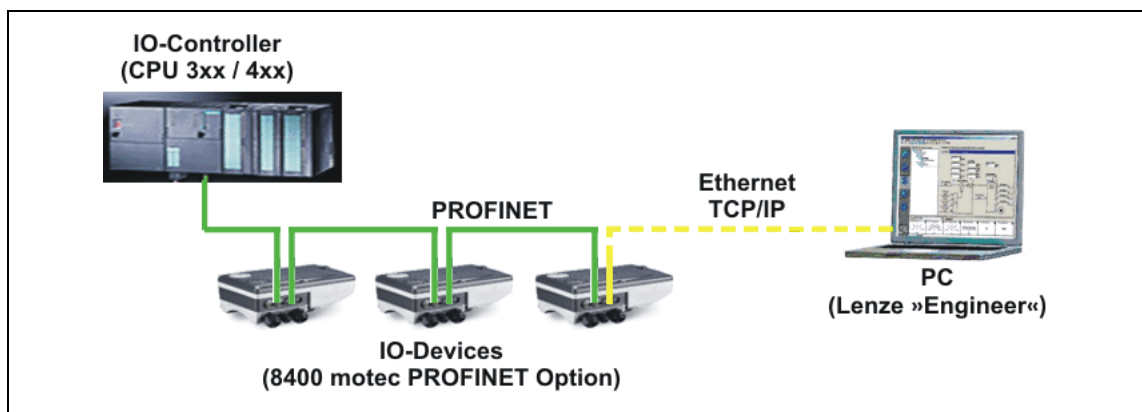 IO-Controller
(CPU 3xx / 4xx)
Ethernet
TCP/IP
PROFINET
PC
(Lenze »Engineer«)
IO-Devices
(8400 motec PROFINET Option)